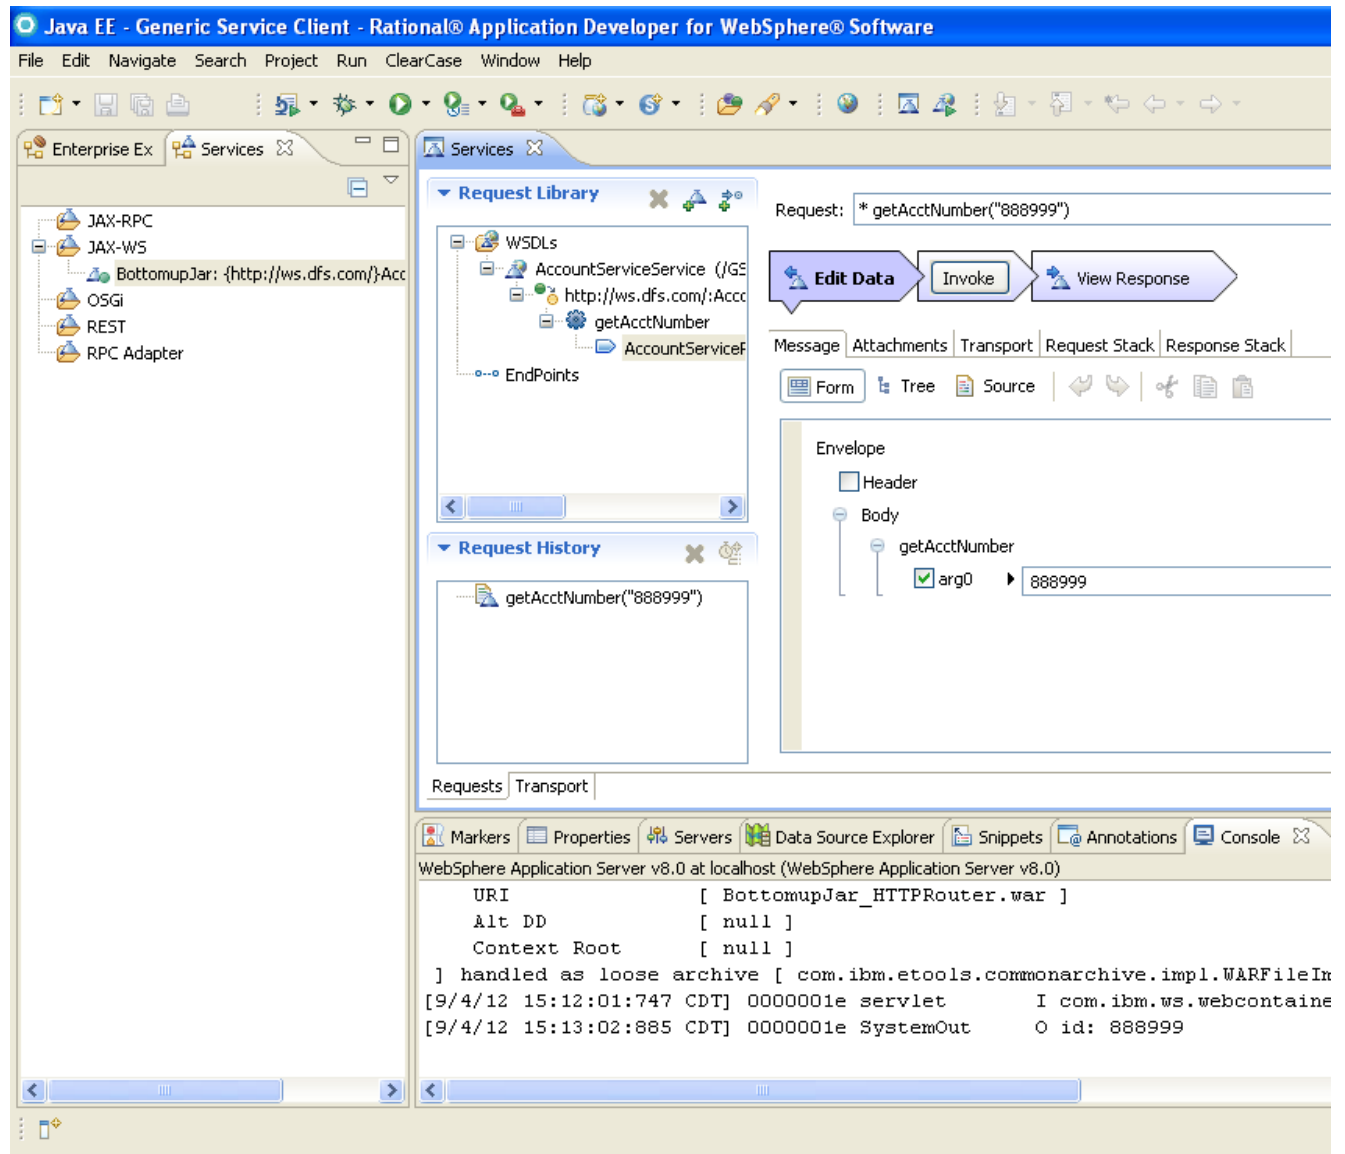 Java EE - Generic Service Client - Rational® Application Developer for WebSphere® Software
File Edit Navigate Search Project Run ClearCase Window Help
Enterprise Ex Services
JAX-RPC
JAX-WS
BottomupJar: {http://ws.dfs.com/}Acc
OSGi
REST
RPC Adapter
Services
Request Library
WSDLs
AccountServiceService (/GS
http://ws.dfs.com/:Acco
getAcctNumber
AccountServiceP
EndPoints
Request History
getAcctNumber("888999")
Requests Transport
Request: * getAcctNumber("888999")
Edit Data Invoke View Response
Message Attachments Transport Request Stack Response Stack
Form Tree Source
Envelope
Header
Body
getAcctNumber
arg0 888999
Markers Properties Servers Data Source Explorer Snippets Annotations Console
WebSphere Application Server v8.0 at localhost (WebSphere Application Server v8.0)
URI [ BottomupJar_HTTPRouter.war ]
Alt DD [ null ]
Context Root [ null ]
] handled as loose archive [ com.ibm.etools.commonarchive.impl.WARFileIm
[9/4/12 15:12:01:747 CDT] 0000001e servlet I com.ibm.ws.webcontaine
[9/4/12 15:13:02:885 CDT] 0000001e SystemOut O id: 888999